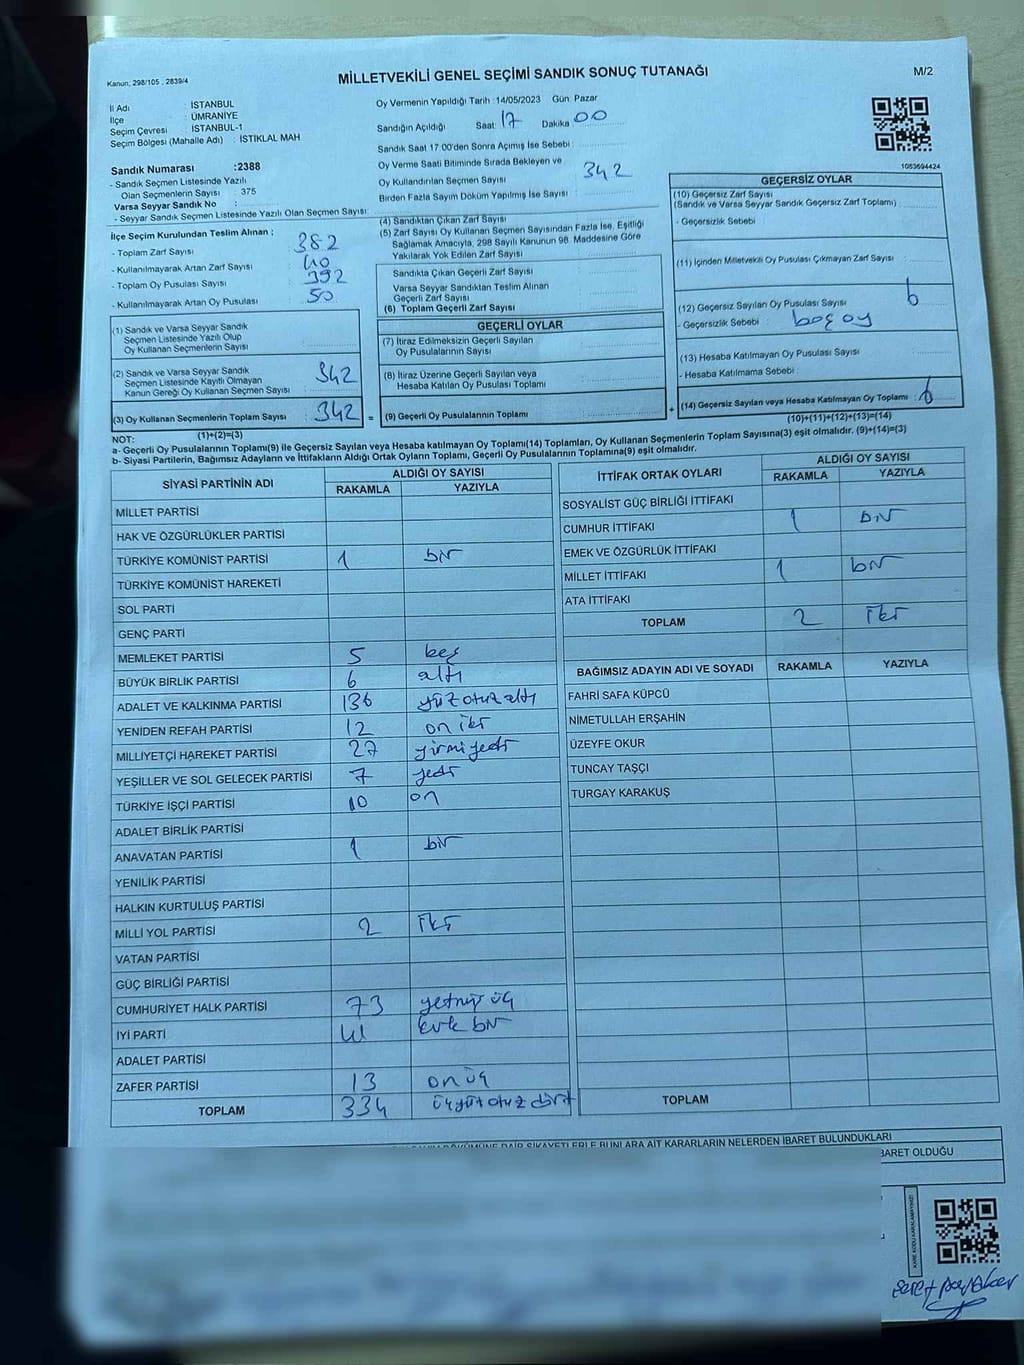 Kanun: 298/105 , 2839/4
MİLLETVEKİLİ GENEL SEÇİMİ SANDIK SONUÇ TUTANAĞI
M/2
İl Adı : İSTANBUL
İlçe : ÜMRANİYE
Seçim Çevresi : İSTANBUL-1
Seçim Bölgesi (Mahalle Adı) : İSTİKLAL MAH
Sandık Numarası :2388
- Sandık Seçmen Listesinde Yazılı
Olan Seçmenlerin Sayısı : 375
Varsa Seyyar Sandık No :
- Seyyar Sandık Seçmen Listesinde Yazılı Olan Seçmen Sayısı:
Oy Vermenin Yapıldığı Tarih :14/05/2023 Gün: Pazar
Sandığın Açıldığı Saat: 17 Dakika: 00
Sandık Saat 17:00'den Sonra Açımış İse Sebebi :
Oy Verme Saati Bitiminde Sırada Bekleyen ve
Oy Kullandırılan Seçmen Sayısı : 342
Birden Fazla Sayım Döküm Yapılmış İse Sayısı :
1083694424
İlçe Seçim Kurulundan Teslim Alınan ;
- Toplam Zarf Sayısı : 382
- Kullanılmayarak Artan Zarf Sayısı : 40
- Toplam Oy Pusulası Sayısı : 392
- Kullanılmayarak Artan Oy Pusulası : 50
(1) Sandık ve Varsa Seyyar Sandık
Seçmen Listesinde Yazılı Olup
Oy Kullanan Seçmenlerin Sayısı
(2) Sandık ve Varsa Seyyar Sandık
Seçmen Listesinde Kayıtlı Olmayan
Kanun Gereği Oy Kullanan Seçmen Sayısı : 342
(3) Oy Kullanan Seçmenlerin Toplam Sayısı : 342 =
(1)+(2)=(3)
(4) Sandıktan Çıkan Zarf Sayısı
(5) Zarf Sayısı Oy Kullanan Seçmen Sayısından Fazla İse, Eşitliği
Sağlamak Amacıyla, 298 Sayılı Kanunun 98. Maddesine Göre
Yakılarak Yok Edilen Zarf Sayısı :
Sandıkta Çıkan Geçerli Zarf Sayısı :
Varsa Seyyar Sandıktan Teslim Alınan
Geçerli Zarf Sayısı :
(6) Toplam Geçerli Zarf Sayısı :
GEÇERLİ OYLAR
(7) İtiraz Edilmeksizin Geçerli Sayılan
Oy Pusulalarının Sayısı :
(8) İtiraz Üzerine Geçerli Sayılan veya
Hesaba Katılan Oy Pusulası Toplamı :
(9) Geçerli Oy Pusulalarının Toplamı : +
GEÇERSİZ OYLAR
(10) Geçersiz Zarf Sayısı
(Sandık ve Varsa Seyyar Sandık Geçersiz Zarf Toplamı) :
- Geçersizlik Sebebi :
(11) İçinden Milletvekili Oy Pusulası Çıkmayan Zarf Sayısı :
(12) Geçersiz Sayılan Oy Pusulası Sayısı : 6
- Geçersizlik Sebebi : boş oy
(13) Hesaba Katılmayan Oy Pusulası Sayısı :
- Hesaba Katılmama Sebebi :
(14) Geçersiz Sayılan veya Hesaba Katılmayan Oy Toplamı : 6
(10)+(11)+(12)+(13)=(14)
NOT:
a- Geçerli Oy Pusulalarının Toplamı(9) ile Geçersiz Sayılan veya Hesaba katılmayan Oy Toplamı(14) Toplamları, Oy Kullanan Seçmenlerin Toplam Sayısına(3) eşit olmalıdır. (9)+(14)=(3)
b- Siyasi Partilerin, Bağımsız Adayların ve İttifakların Aldığı Ortak Oyların Toplamı, Geçerli Oy Pusulalarının Toplamına(9) eşit olmalıdır.
SİYASİ PARTİNİN ADI ALDIĞI OY SAYISI
RAKAMLA YAZIYLA
MİLLET PARTİSİ
HAK VE ÖZGÜRLÜKLER PARTİSİ
TÜRKİYE KOMÜNİST PARTİSİ 1 bir
TÜRKİYE KOMÜNİST HAREKETİ
SOL PARTİ
GENÇ PARTİ
MEMLEKET PARTİSİ 5 beş
BÜYÜK BİRLİK PARTİSİ 6 altı
ADALET VE KALKINMA PARTİSİ 136 yüz otuz altı
YENİDEN REFAH PARTİSİ 12 on iki
MİLLİYETÇİ HAREKET PARTİSİ 27 yirmi yedi
YEŞİLLER VE SOL GELECEK PARTİSİ 7 yedi
TÜRKİYE İŞÇİ PARTİSİ 10 on
ADALET BİRLİK PARTİSİ
ANAVATAN PARTİSİ 1 bir
YENİLİK PARTİSİ
HALKIN KURTULUŞ PARTİSİ
MİLLİ YOL PARTİSİ 2 iki
VATAN PARTİSİ
GÜÇ BİRLİĞİ PARTİSİ
CUMHURİYET HALK PARTİSİ 73 yetmiş üç
İYİ PARTİ 41 kırk bir
ADALET PARTİSİ
ZAFER PARTİSİ 13 on üç
TOPLAM 334 üçyüz otuz dört
İTTİFAK ORTAK OYLARI ALDIĞI OY SAYISI
RAKAMLA YAZIYLA
SOSYALİST GÜÇ BİRLİĞİ İTTİFAKI
CUMHUR İTTİFAKI 1 bir
EMEK VE ÖZGÜRLÜK İTTİFAKI
MİLLET İTTİFAKI 1 bir
ATA İTTİFAKI
TOPLAM 2 iki
BAĞIMSIZ ADAYIN ADI VE SOYADI RAKAMLA YAZIYLA
FAHRİ SAFA KÜPCÜ
NİMETULLAH ERŞAHİN
ÜZEYFE OKUR
TUNCAY TAŞÇI
TURGAY KARAKUŞ
TOPLAM
DÖKÜMÜNE DAİR ŞİKAYETLERLE BUNLARA AİT KARARLARIN NELERDEN İBARET BULUNDUKLARI
BARET OLDUĞU
KARE KODU KARALAMAYINIZ!